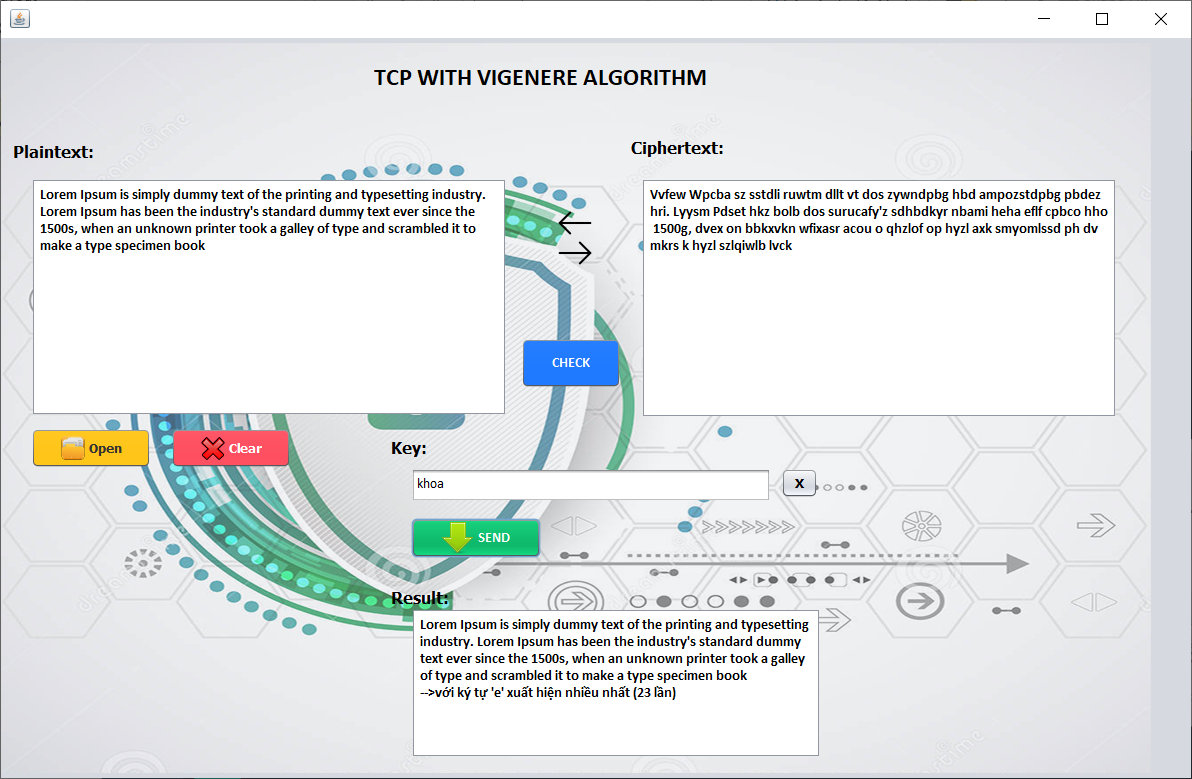 TCP WITH VIGENERE ALGORITHM
Plaintext:
Lorem Ipsum is simply dummy text of the printing and typesetting industry.
Lorem Ipsum has been the industry's standard dummy text ever since the
1500s, when an unknown printer took a galley of type and scrambled it to
make a type specimen book
Ciphertext:
Vvfew Wpcba sz sstdli ruwtm dllt vt dos zywndpbg hbd ampozstdpbg pbdez
hri. Lyysm Pdset hkz bolb dos surucafy'z sdhbdkyr nbami heha eflf cpbco hho
1500g, dvex on bbkxvkn wfixasr acou o qhzlof op hyzl axk smyomlssd ph dv
mkrs k hyzl szlqiwlb lvck
CHECK
Open
Clear
Key:
khoa
X
SEND
Result:
Lorem Ipsum is simply dummy text of the printing and typesetting
industry. Lorem Ipsum has been the industry's standard dummy
text ever since the 1500s, when an unknown printer took a galley
of type and scrambled it to make a type specimen book
-->với ký tự 'e' xuất hiện nhiều nhất (23 lần)